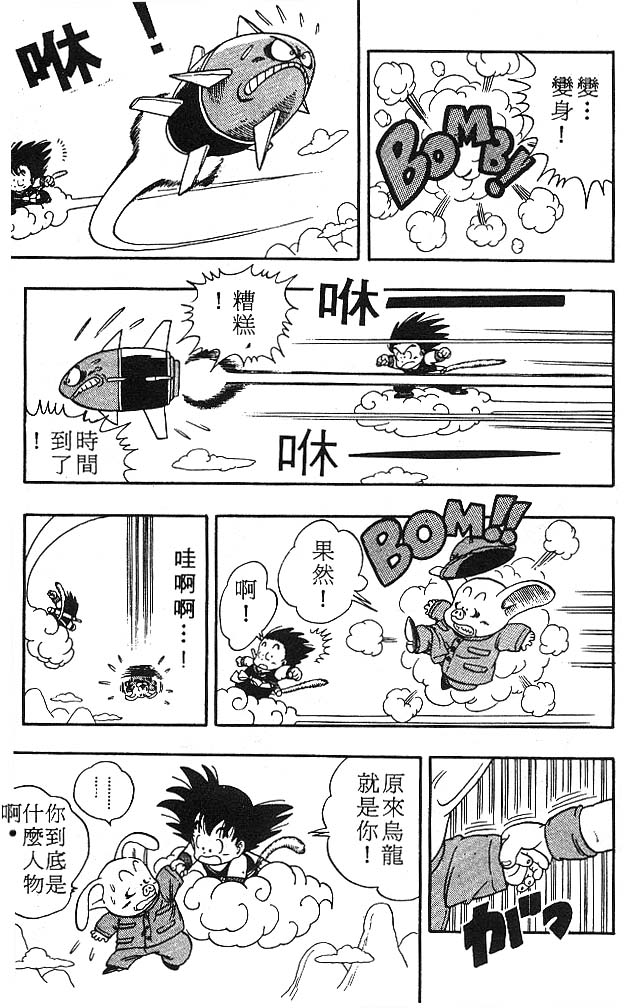 變…
變身！
BOMB!!
咻！
咻
糟糕！
時間
到了！
咻
BOM!!
果然！
啊！
哇啊啊…！
ガッ
原來烏龍
就是你！
……
你到底是
什麼人物
啊．